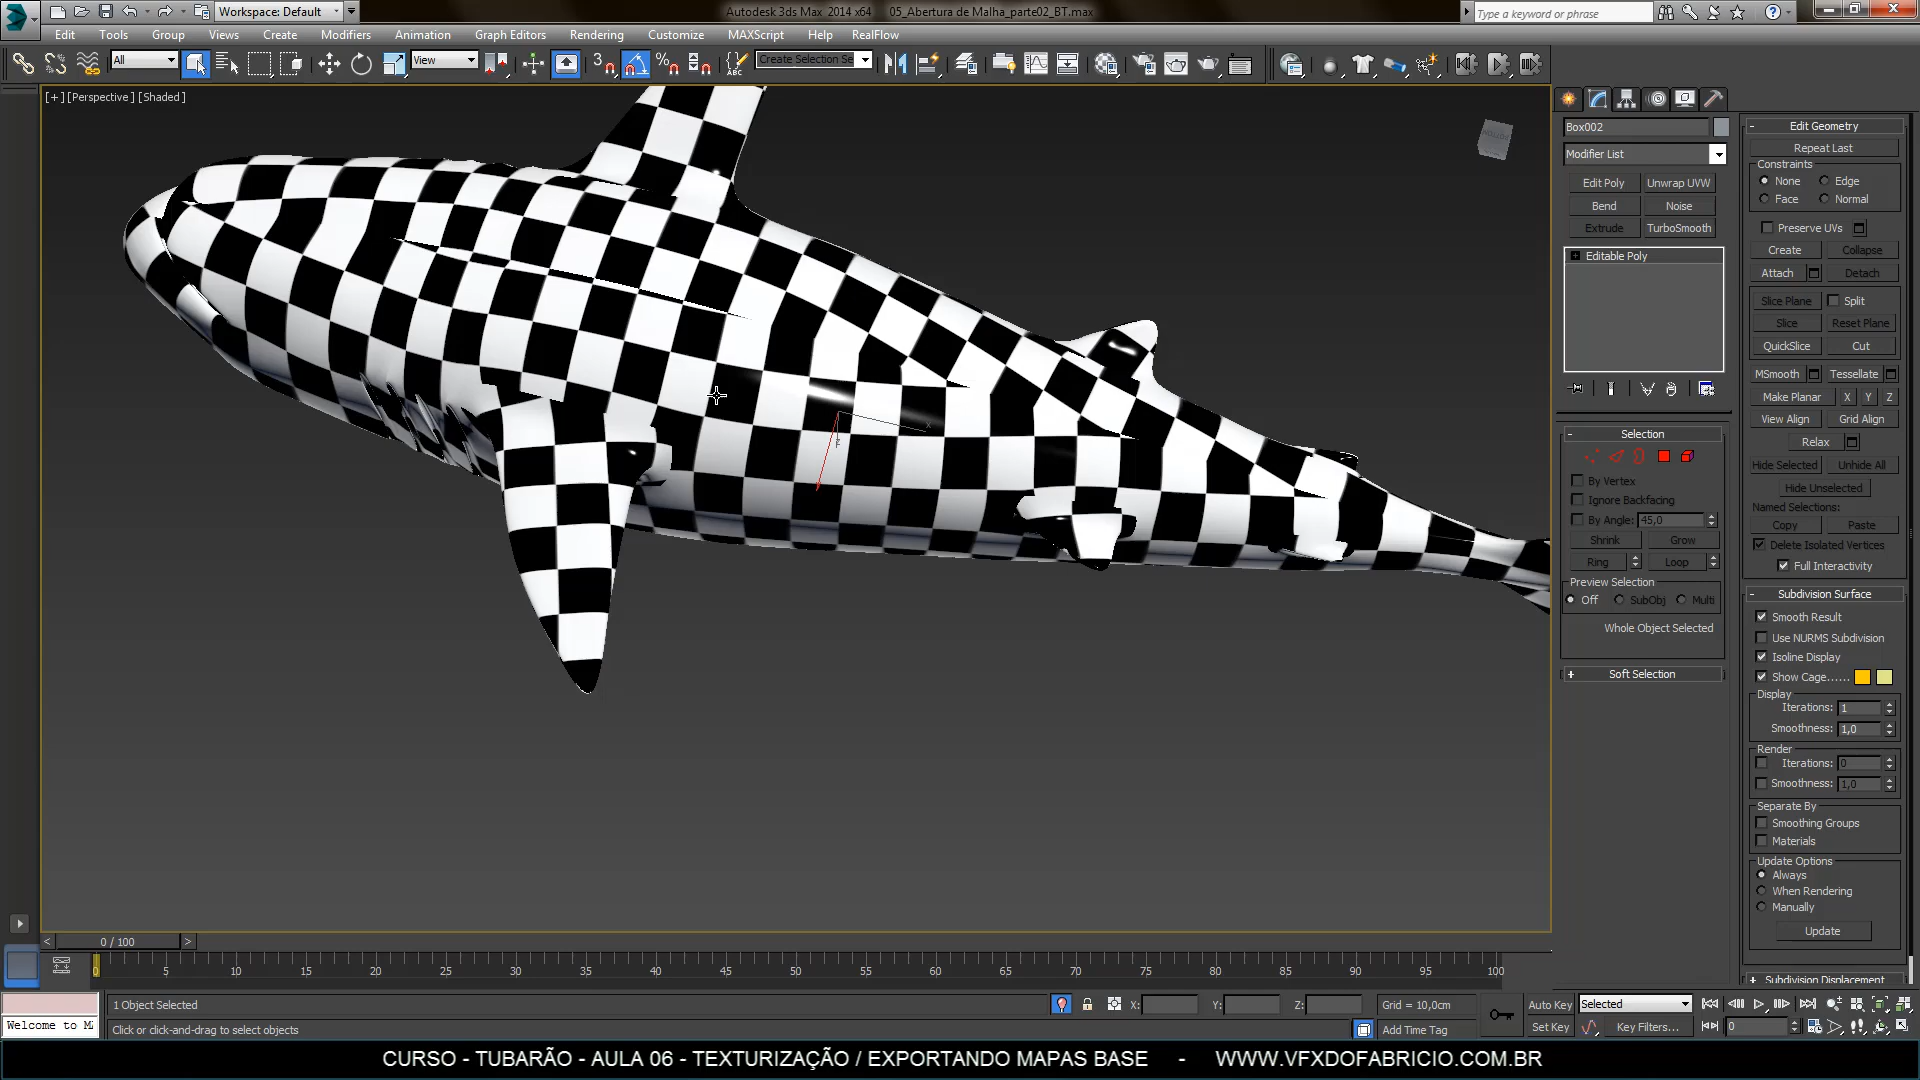 Workspace: Default
Autodesk 3ds Max 2014 x64    05_Abertura de Malha_parte02_BT.max
Type a keyword or phrase
Edit Tools Group Views Create Modifiers Animation Graph Editors Rendering Customize MAXScript Help RealFlow
All
View
3
Create Selection Se
[+] [Perspective] [Shaded]
Box002
Modifier List
Edit Poly Unwrap UVW
Bend Noise
Extrude TurboSmooth
Editable Poly
Selection
By Vertex
Ignore Backfacing
By Angle: 45,0
Shrink Grow
Ring Loop
Preview Selection
Off SubObj Multi
Whole Object Selected
Soft Selection
Edit Geometry
Repeat Last
Constraints
None Edge
Face Normal
Preserve UVs
Create Collapse
Attach Detach
Slice Plane Split
Slice Reset Plane
QuickSlice Cut
MSmooth Tessellate
Make Planar X Y Z
View Align Grid Align
Relax
Hide Selected Unhide All
Hide Unselected
Named Selections:
Copy Paste
Delete Isolated Vertices
Full Interactivity
Subdivision Surface
Smooth Result
Use NURMS Subdivision
Isoline Display
Show Cage......
Display
Iterations: 1
Smoothness: 1,0
Render
Iterations: 0
Smoothness: 1,0
Separate By
Smoothing Groups
Materials
Update Options
Always
When Rendering
Manually
Update
Subdivision Displacement
< 0 / 100 >
0 5 10 15 20 25 30 35 40 45 50 55 60 65 70 75 80 85 90 95 100
1 Object Selected
X: Y: Z: Grid = 10,0cm
Auto Key Selected
Welcome to M
Click or click-and-drag to select objects
Add Time Tag
Set Key Key Filters... 0
CURSO - TUBARÃO - AULA 06 - TEXTURIZAÇÃO / EXPORTANDO MAPAS BASE - WWW.VFXDOFABRICIO.COM.BR